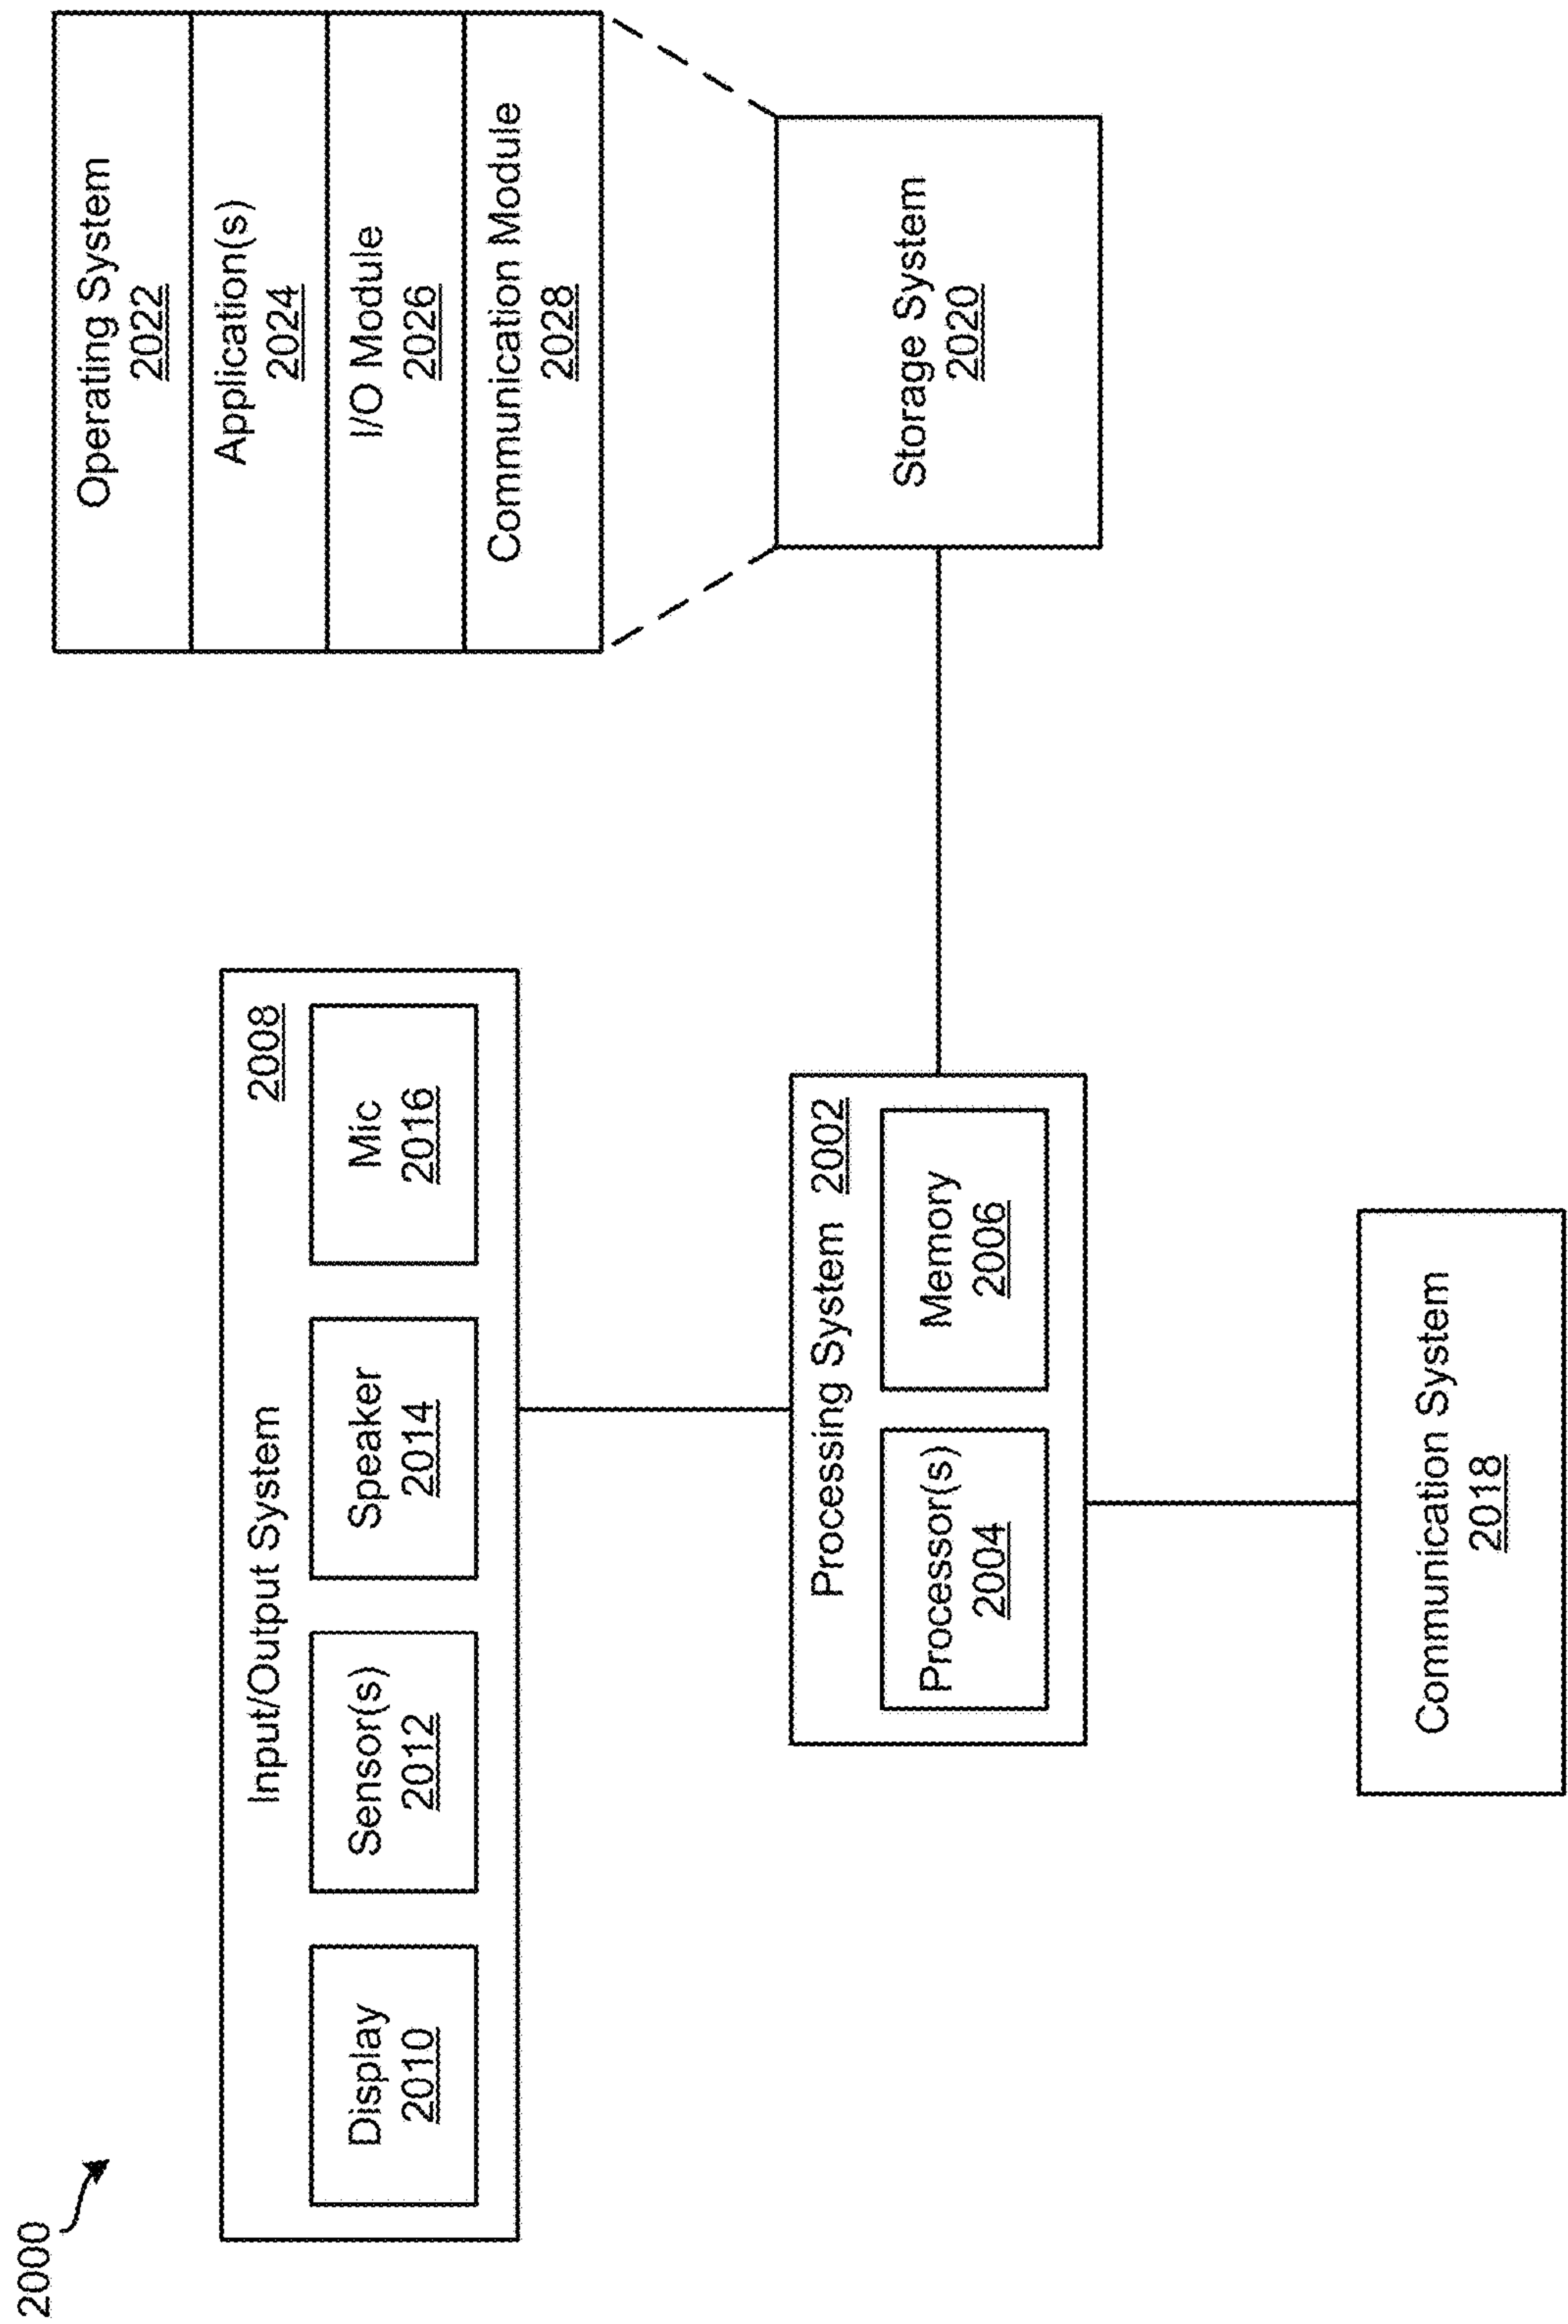 2000
Input/Output System
2008
Display
2010
Sensor(s)
2012
Speaker
2014
Mic
2016
Operating System
2022
Application(s)
2024
I/O Module
2026
Communication Module
2028
Processing System 2002
Processor(s)
2004
Memory
2006
Storage System
2020
Communication System
2018